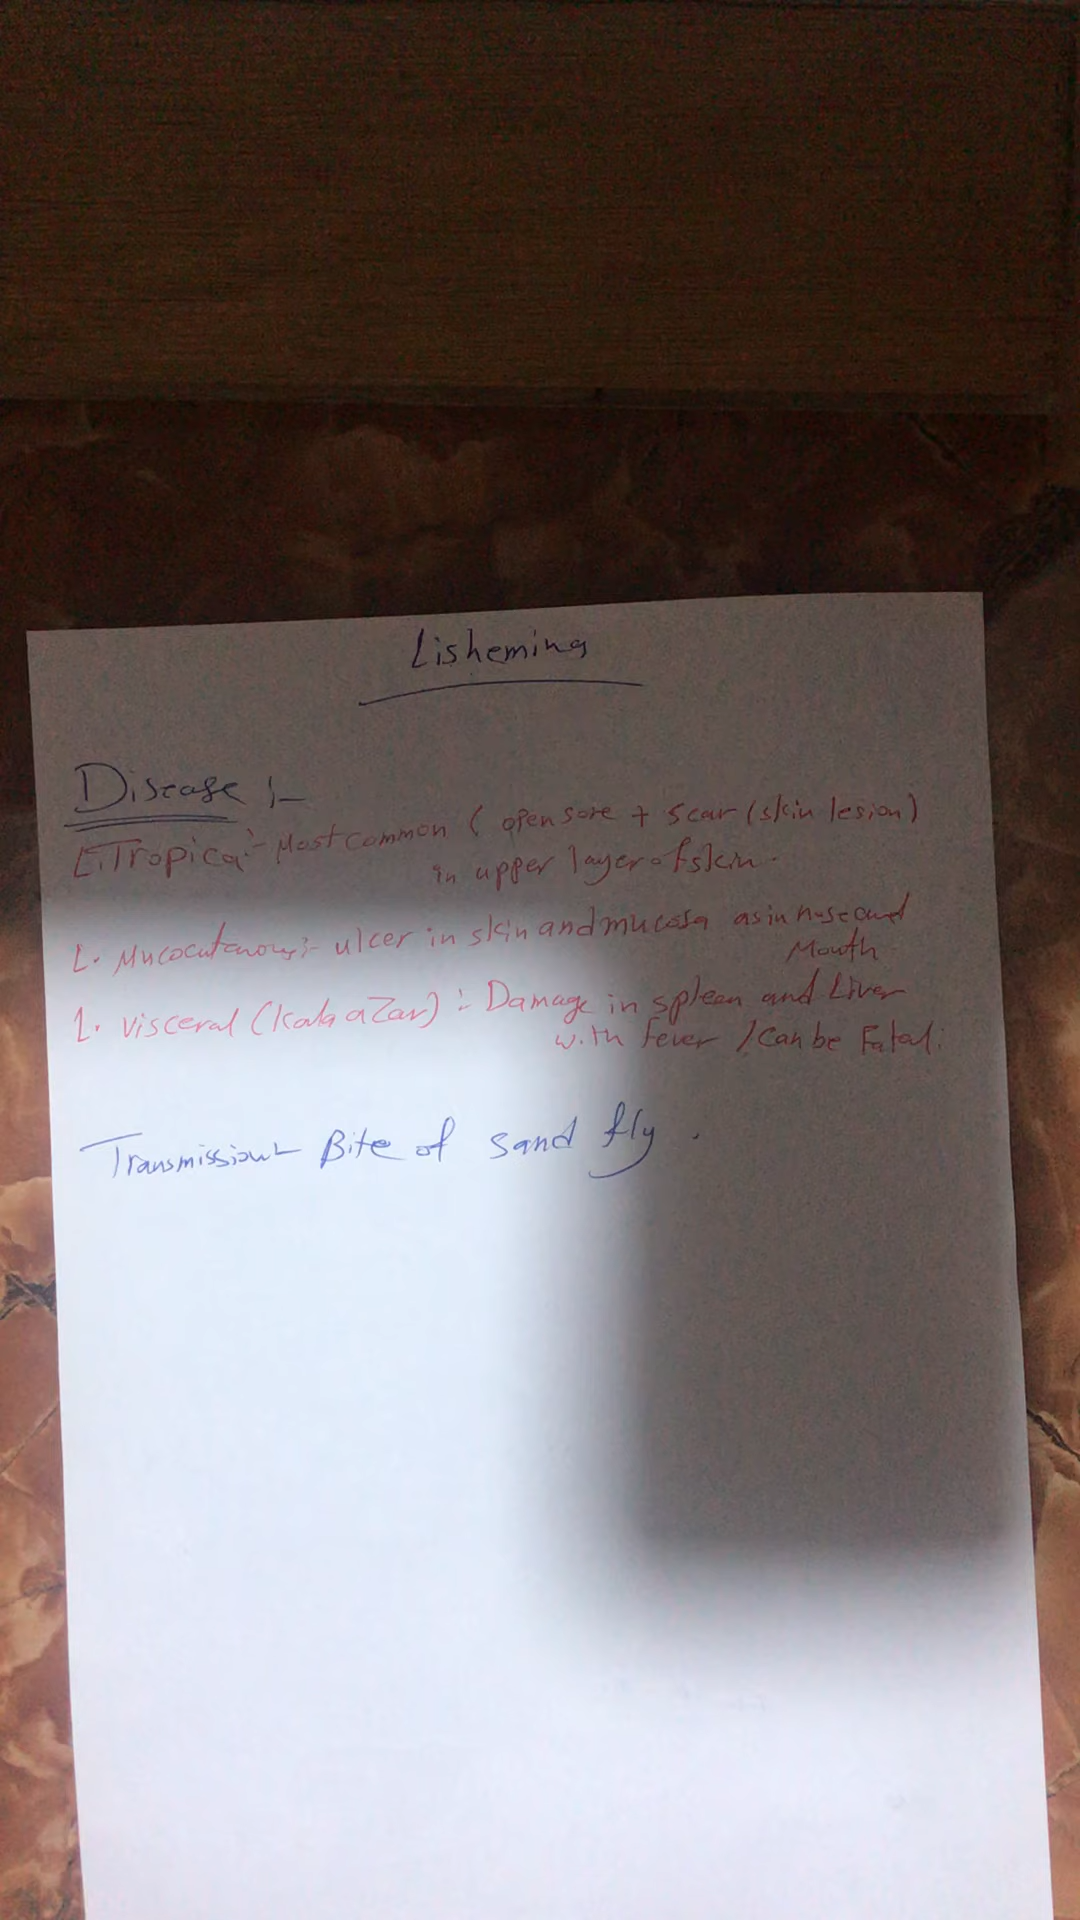 Lisheming
Disease :-
L.Tropica:- Most common ( open sore + scar (skin lesion)
in upper layer of skin.
L. Mucocutenous:- ulcer in skin and mucosa as in nose and
Mouth
L. visceral (kala aZar) :- Damage in spleen and Liver
with Fever / Can be Fatal.
Transmission:- Bite of sand fly.